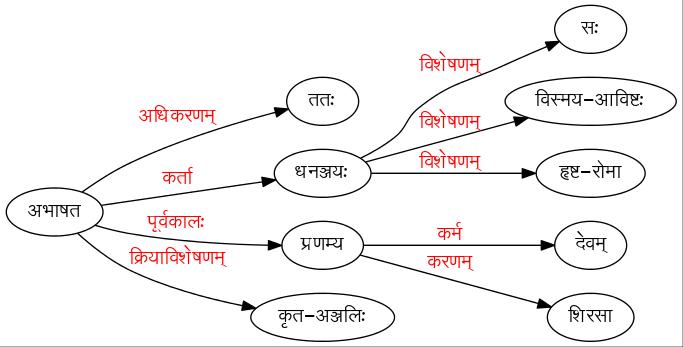 सः
विशेषणम्
विस्मय-आविष्टः
ततः
अधिकरणम्
विशेषणम्
विशेषणम्
धनञ्जयः
हृष्ट-रोमा
कर्ता
अभाषत
पूर्वकालः
प्रणम्य
कर्म
देवम्
क्रियाविशेषणम्
करणम्
कृत-अञ्जलिः
शिरसा